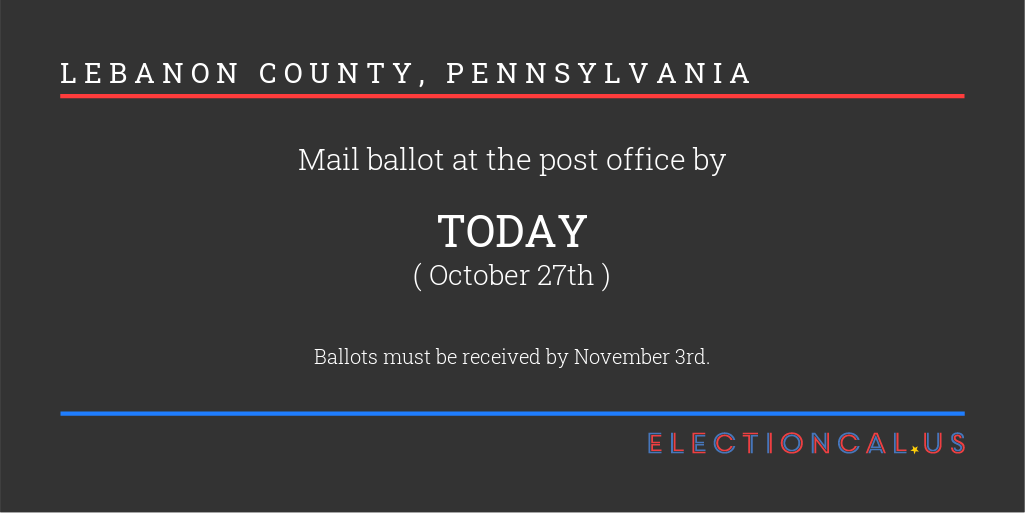 LEBANON COUNTY, PENNSYLVANIA
Mail ballot at the post office by
TODAY
( October 27th )
Ballots must be received by November 3rd.
ELECTIONCAL.US